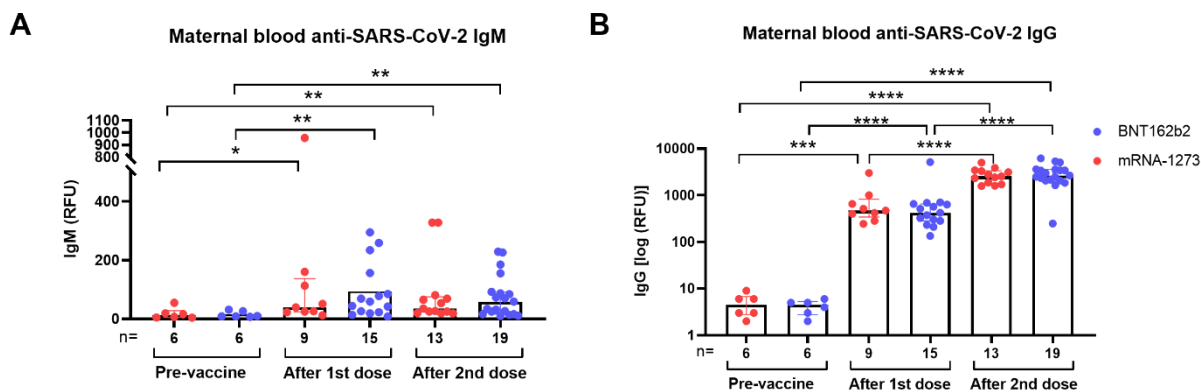 A
Maternal blood anti-SARS-CoV-2 IgM
**
**
**
*
1100
1000
900
800
400
200
0
IgM (RFU)
n= 6 6 9 15 13 19
Pre-vaccine After 1st dose After 2nd dose
B
Maternal blood anti-SARS-CoV-2 IgG
****
****
**** ****
*** ****
BNT162b2
mRNA-1273
10000
1000
100
10
1
IgG [log (RFU)]
n= 6 6 9 15 13 19
Pre-vaccine After 1st dose After 2nd dose